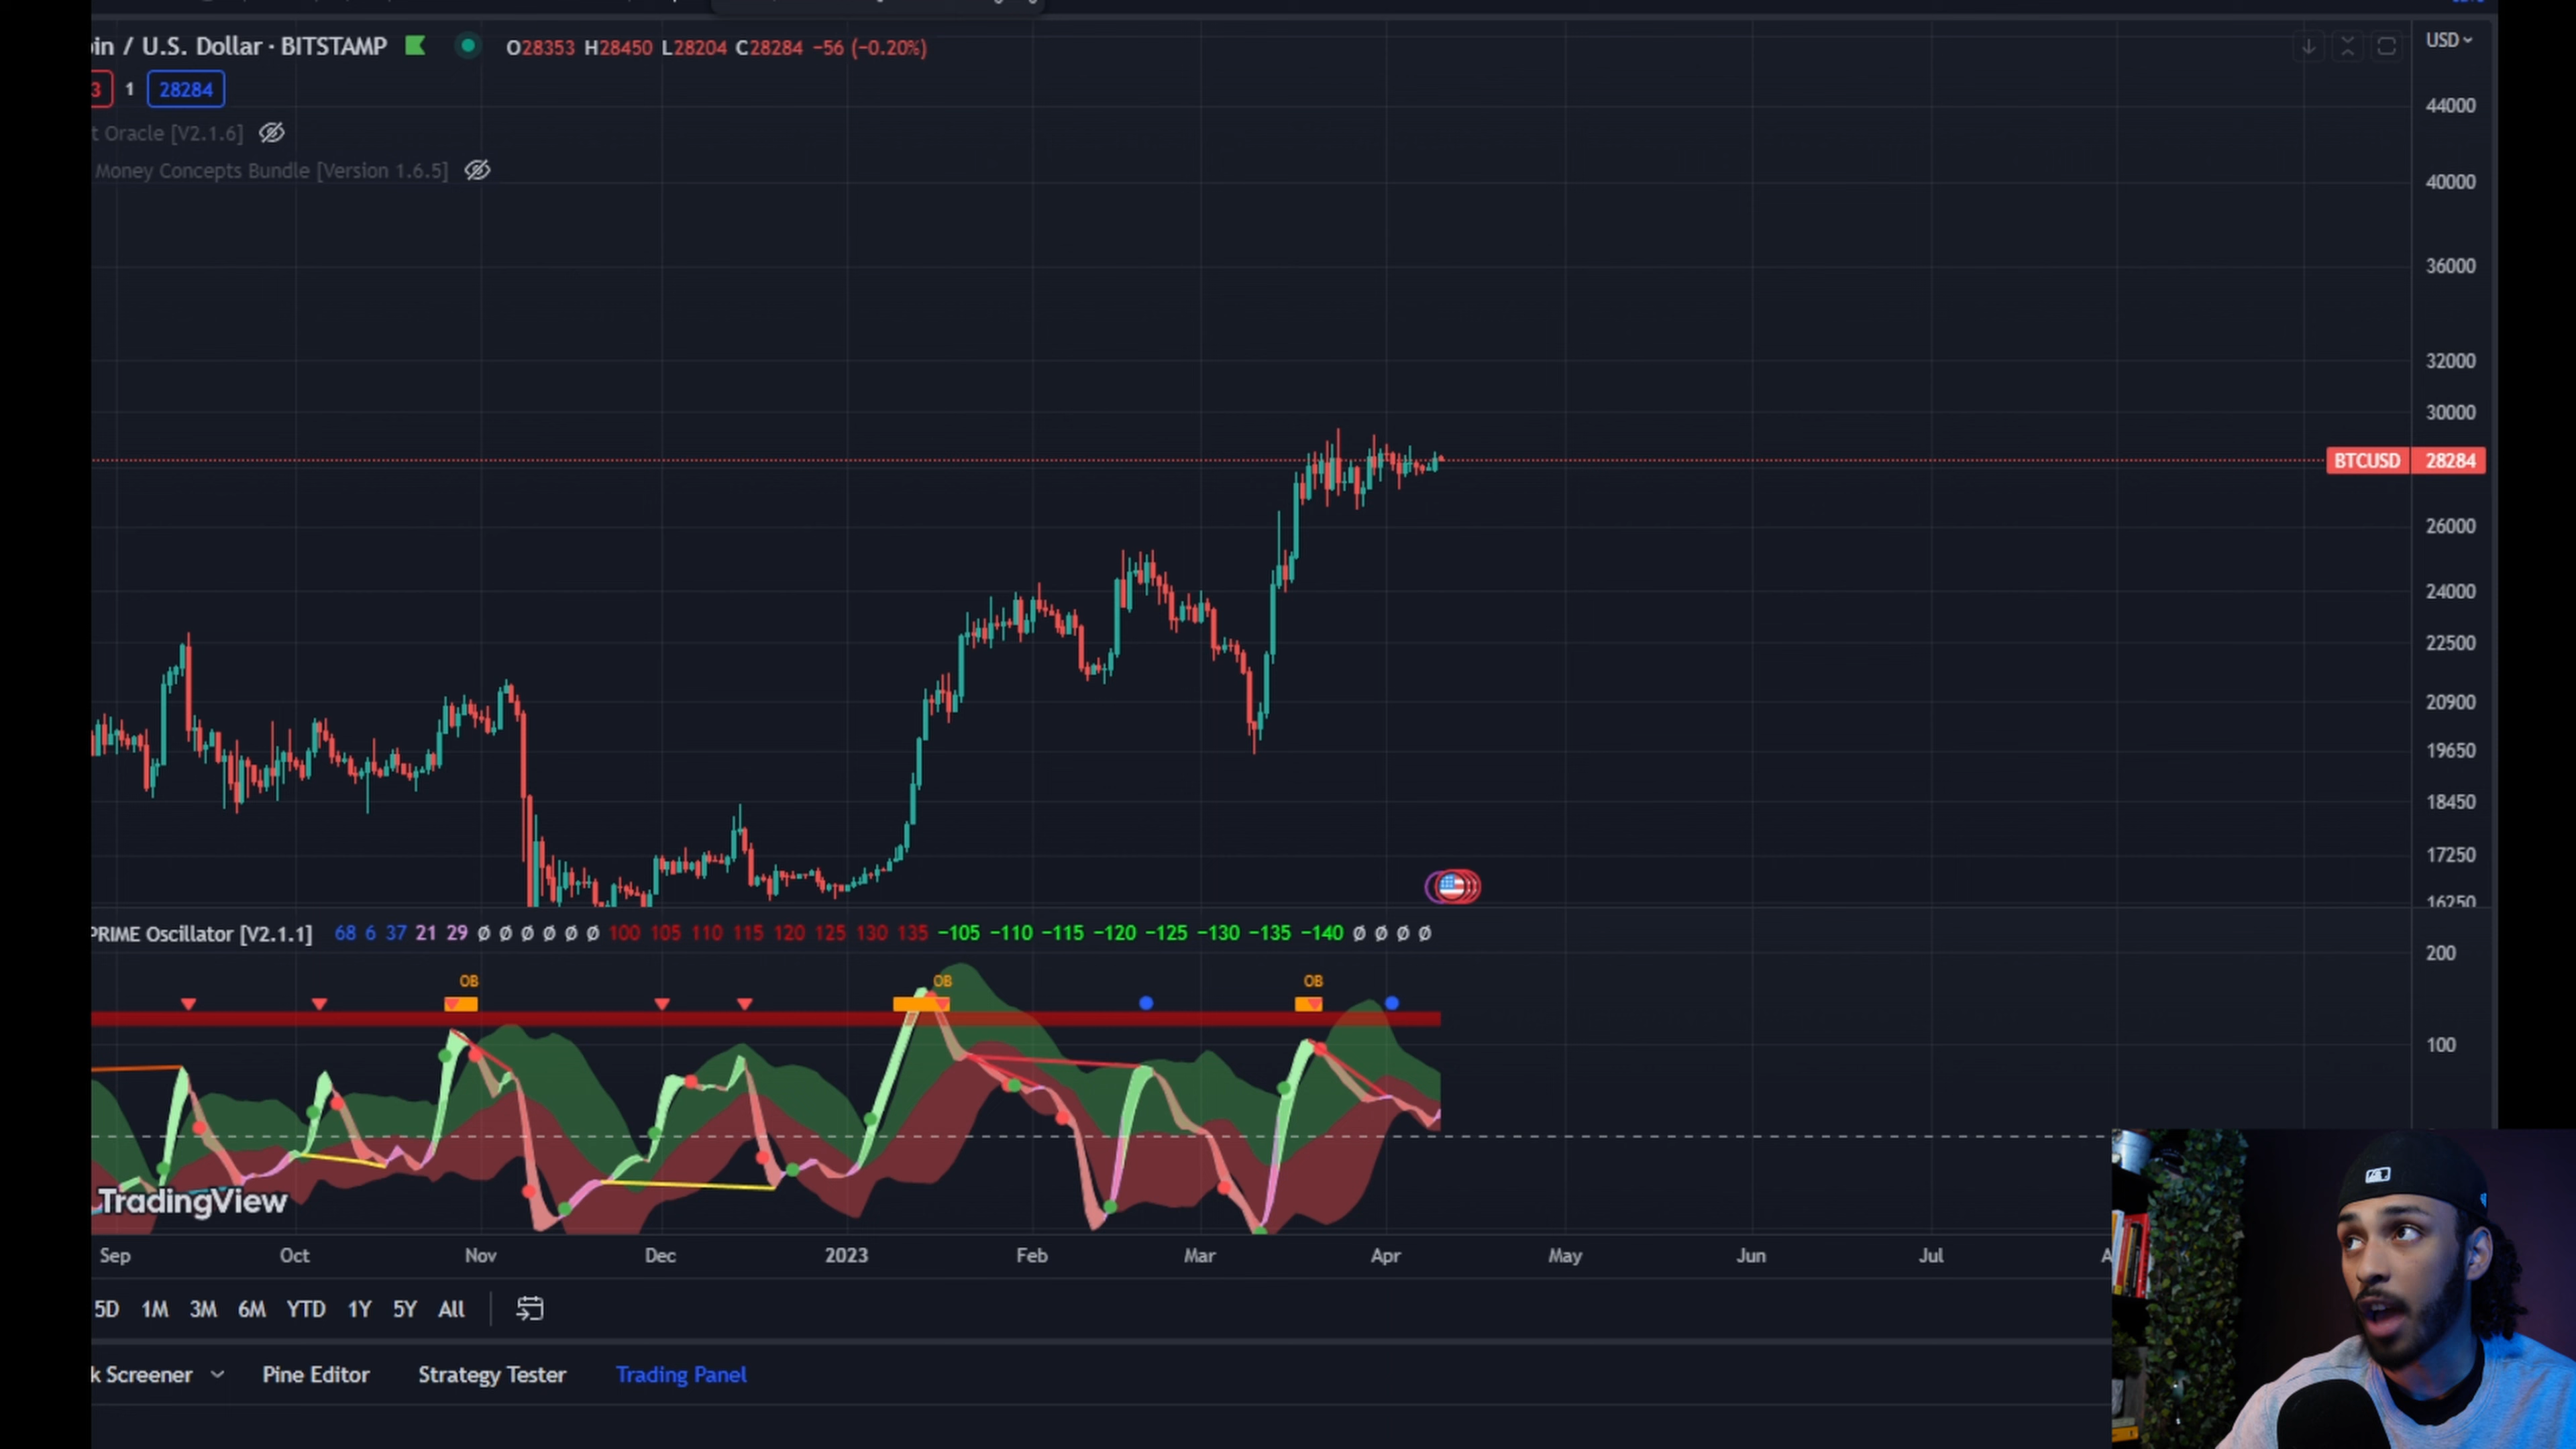 oin / U.S. Dollar · BITSTAMP O28353 H28450 L28204 C28284 −56 (−0.20%)
USD
3 1 28284
t Oracle [V2.1.6]
Money Concepts Bundle [Version 1.6.5]
44000
40000
36000
32000
30000
BTCUSD 28284
26000
24000
22500
20900
19650
18450
17250
16250
PRIME Oscillator [V2.1.1] 68 6 37 21 29 Ø Ø Ø Ø Ø Ø 100 105 110 115 120 125 130 135 −105 −110 −115 −120 −125 −130 −135 −140 Ø Ø Ø Ø
200
OB OB OB
100
TradingView
Sep Oct Nov Dec 2023 Feb Mar Apr May Jun Jul A
5D 1M 3M 6M YTD 1Y 5Y All
k Screener Pine Editor Strategy Tester Trading Panel